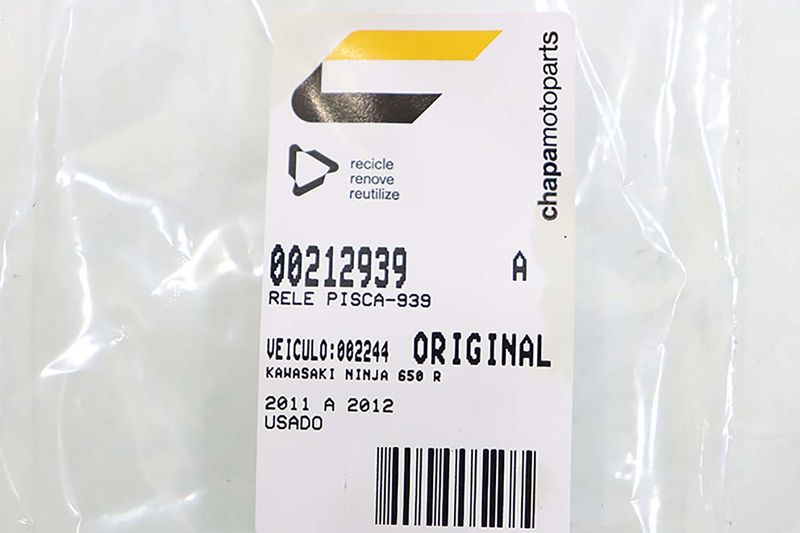 chapamotoparts
recicle
renove
reutilize
00212939 A
RELE PISCA-939
VEICULO:002244 ORIGINAL
KAWASAKI NINJA 650 R
2011 A 2012
USADO